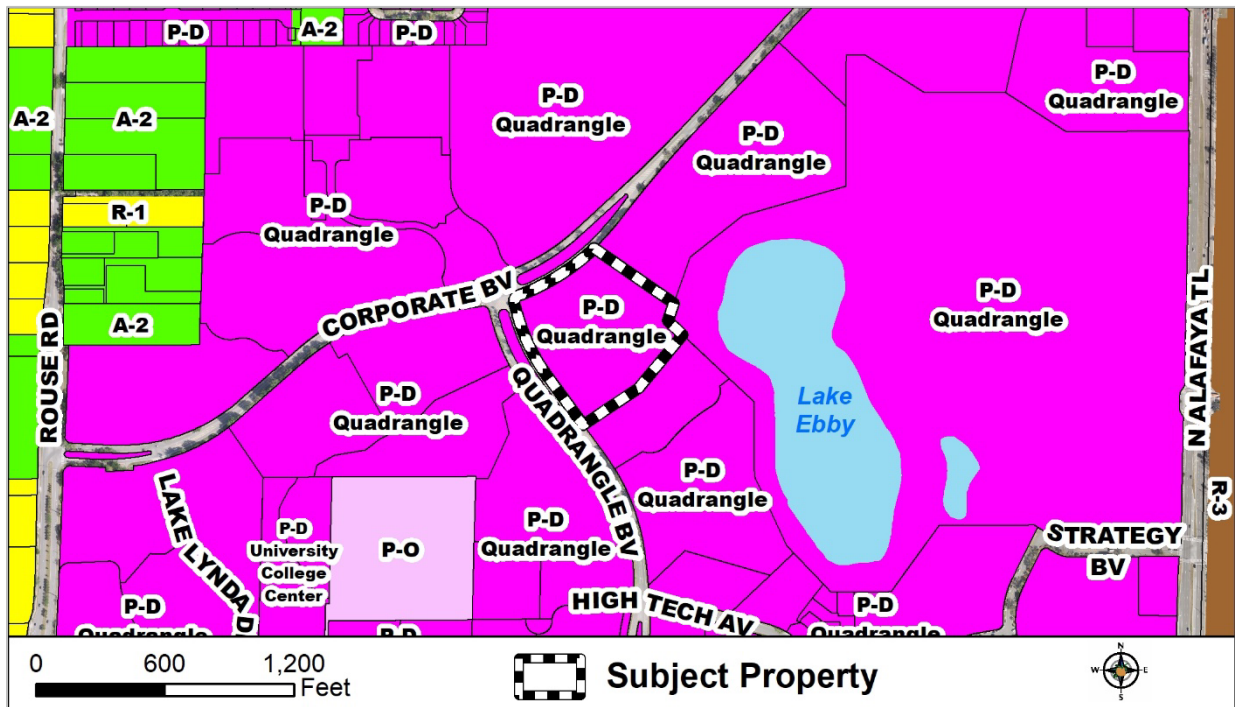 P-D
A-2
P-D
A-2
A-2
P-D
Quadrangle
P-D
Quadrangle
P-D
Quadrangle
R-1
P-D
Quadrangle
A-2
CORPORATE BV
P-D
Quadrangle
P-D
Quadrangle
ROUSE RD
N ALAFAYA TL
P-D
Quadrangle
QUADRANGLE BV
Lake
Ebby
P-D
Quadrangle
R-3
LAKE LYNDA D
P-D
University
College
Center
P-O
P-D
Quadrangle
STRATEGY
BV
HIGH TECH AV
P-D
Quadrangle
P-D
P-D
Quadrangle
0
600
1,200
Feet
Subject Property
N
W
E
S